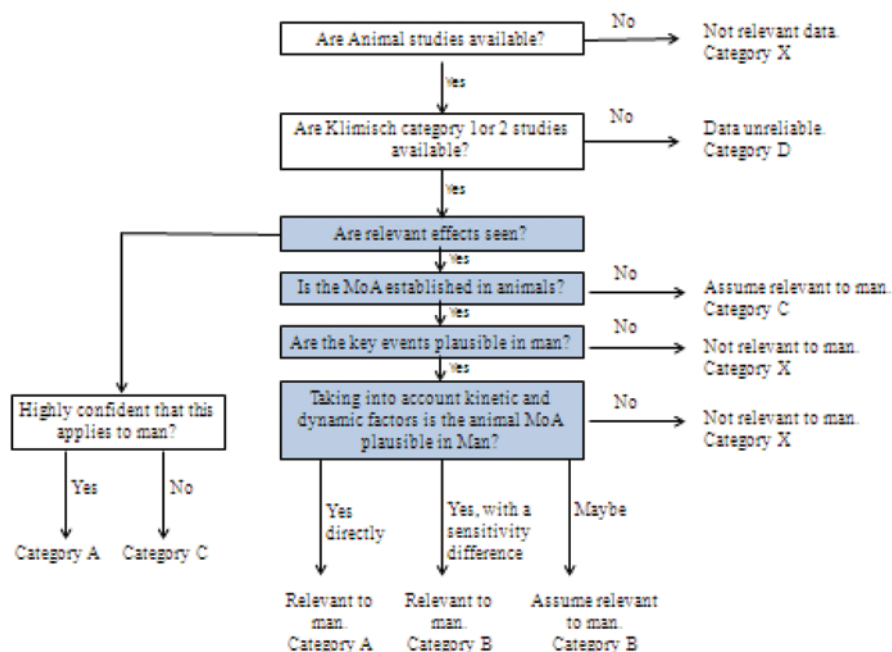 Are Animal studies available?
No
Not relevant data.
Category X
Yes
Are Klimisch category 1or 2 studies
available?
No
Data unreliable.
Category D
Yes
Are relevant effects seen?
Yes
Is the MoA established in animals?
No
Assume relevant to man.
Category C
Yes
Are the key events plausible in man?
No
Not relevant to man.
Category X
Yes
Taking into account kinetic and
dynamic factors is the animal MoA
plausible in Man?
No
Not relevant to man.
Category X
Highly confident that this
applies to man?
Yes
No
Category A
Category C
Yes
directly
Yes, with a
sensitivity
difference
Maybe
Relevant to
man.
Category A
Relevant to
man.
Category B
Assume relevant
to man.
Category B